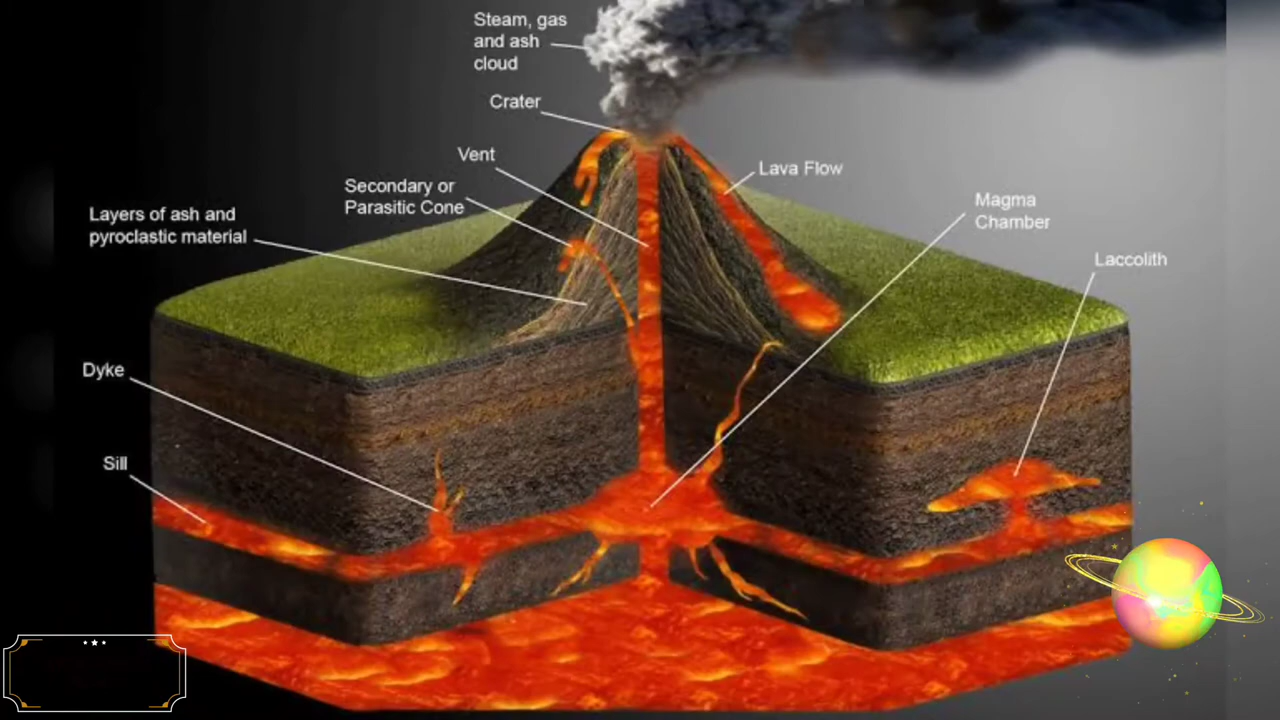 Steam, gas
and ash
cloud
Crater
Vent
Lava Flow
Secondary or
Parasitic Cone
Magma
Chamber
Layers of ash and
pyroclastic material
Laccolith
Dyke
Sill